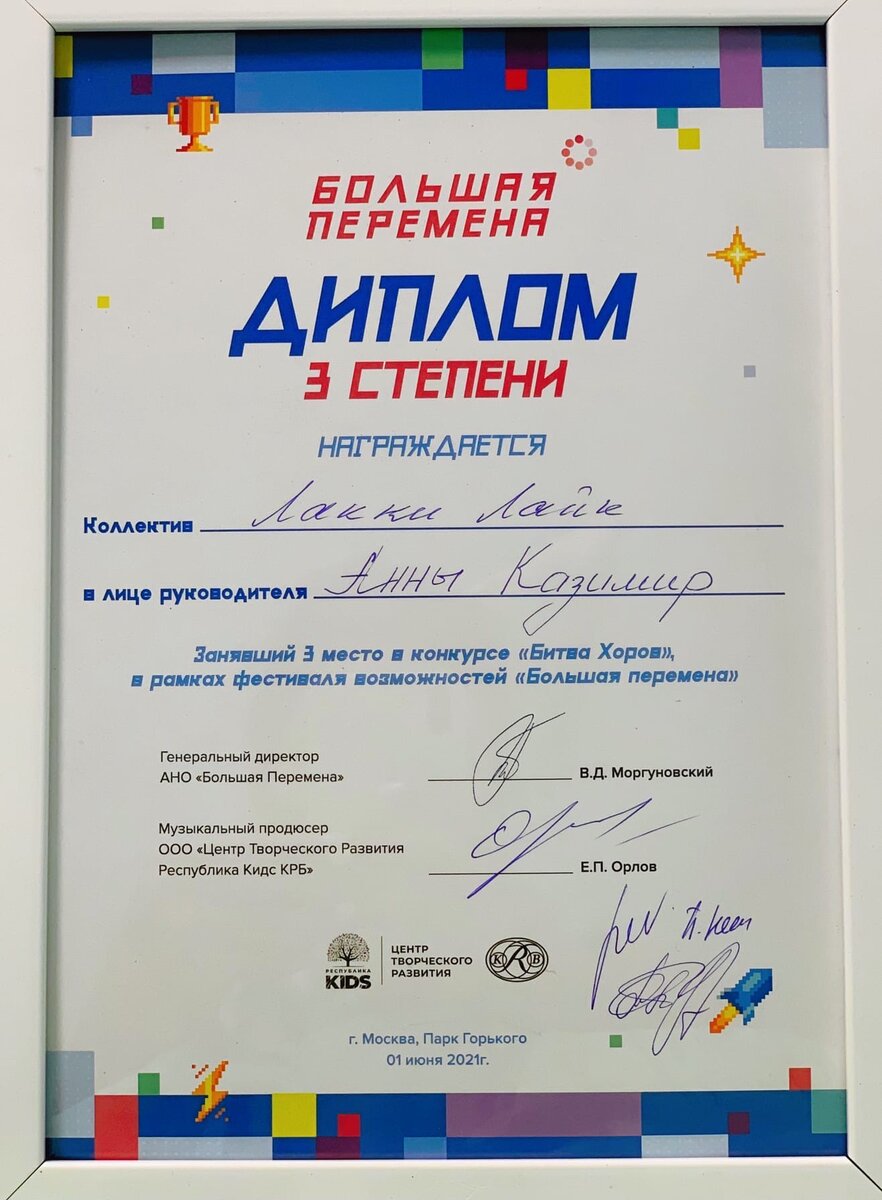 БОЛЬШАЯ
ПЕРЕМЕНА
ДИПЛОМ
3 СТЕПЕНИ
НАГРАЖДАЕТСЯ
Коллектив Лакки Лайк
в лице руководителя Анны Казимир
Занявший 3 место в конкурсе «Битва Хоров»,
в рамках фестиваля возможностей «Большая перемена»
Генеральный директор
АНО «Большая Перемена»
В.Д. Моргуновский
Музыкальный продюсер
ООО «Центр Творческого Развития
Республика Кидс КРБ»
Е.П. Орлов
РЕСПУБЛИКА
KIDS
ЦЕНТР
ТВОРЧЕСКОГО
РАЗВИТИЯ
K R B
г. Москва, Парк Горького
01 июня 2021г.